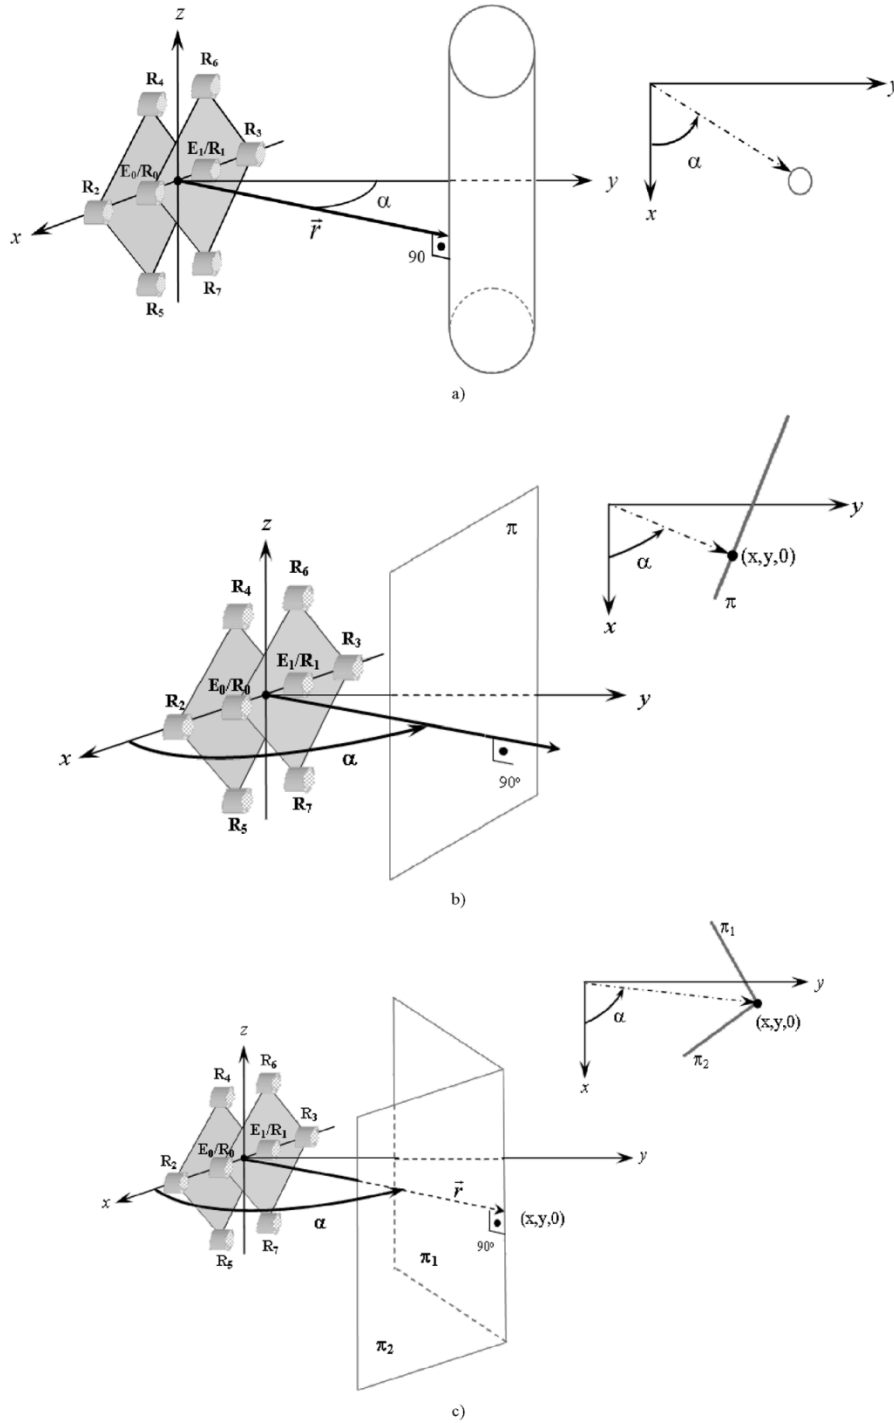 z
R6
R4
R3
E1/R1
E0/R0
R2
x
α
y
r⃗
90
R5
R7
y
α
x
a)
z
π
R6
R4
R3
E1/R1
E0/R0
R2
y
x
α
90º
R5
R7
y
α
(x,y,0)
x
π
b)
z
R6
R4
R3
E1/R1
E0/R0
R2
y
x
α
r⃗
(x,y,0)
90º
R5
R7
π1
π2
π1
y
α
(x,y,0)
π2
x
c)